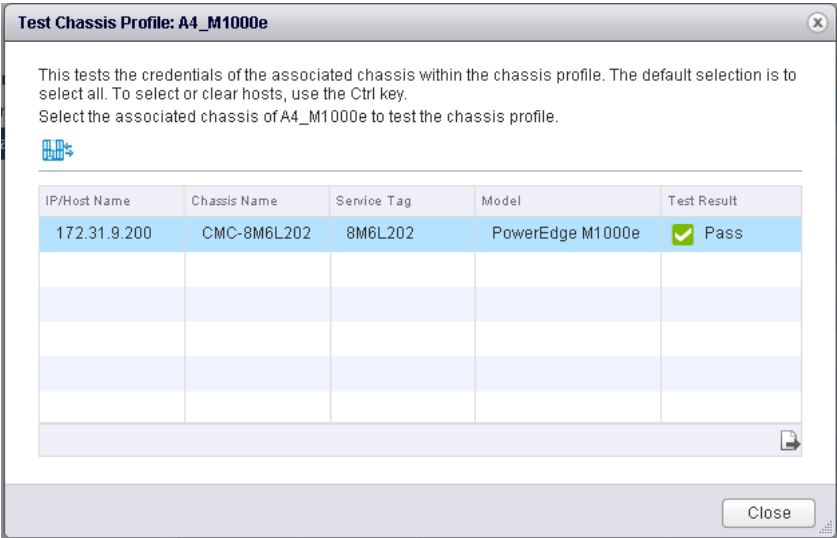 Test Chassis Profile: A4_M1000e
This tests the credentials of the associated chassis within the chassis profile. The default selection is to
select all. To select or clear hosts, use the Ctrl key.
Select the associated chassis of A4_M1000e to test the chassis profile.
IP/Host Name Chassis Name Service Tag Model Test Result
172.31.9.200 CMC-8M6L202 8M6L202 PowerEdge M1000e Pass
Close